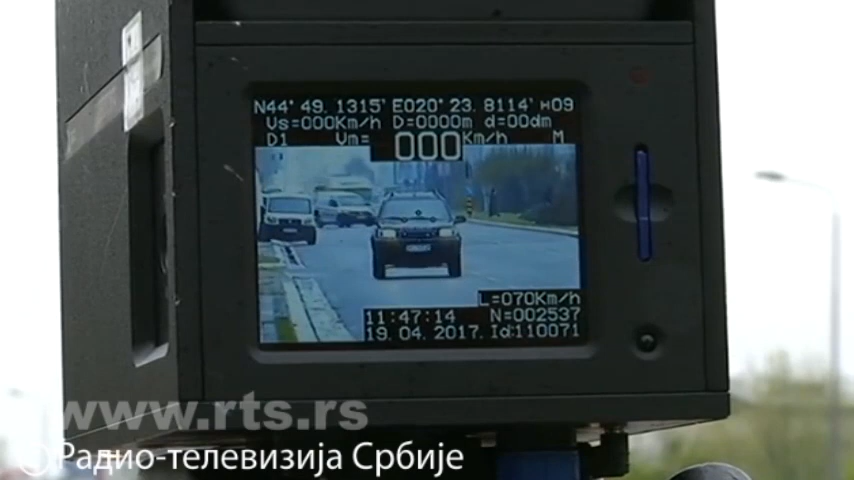 N44° 49. 1315' E020° 23. 8114' H09
Vs=000Km/h D=0000m d=00dm
D1 Vm= 000 Km/h M
L=070Km/h
11:47:14 N=002537
19. 04. 2017. Id:110071
www.rts.rs
Радио-телевизија Србије